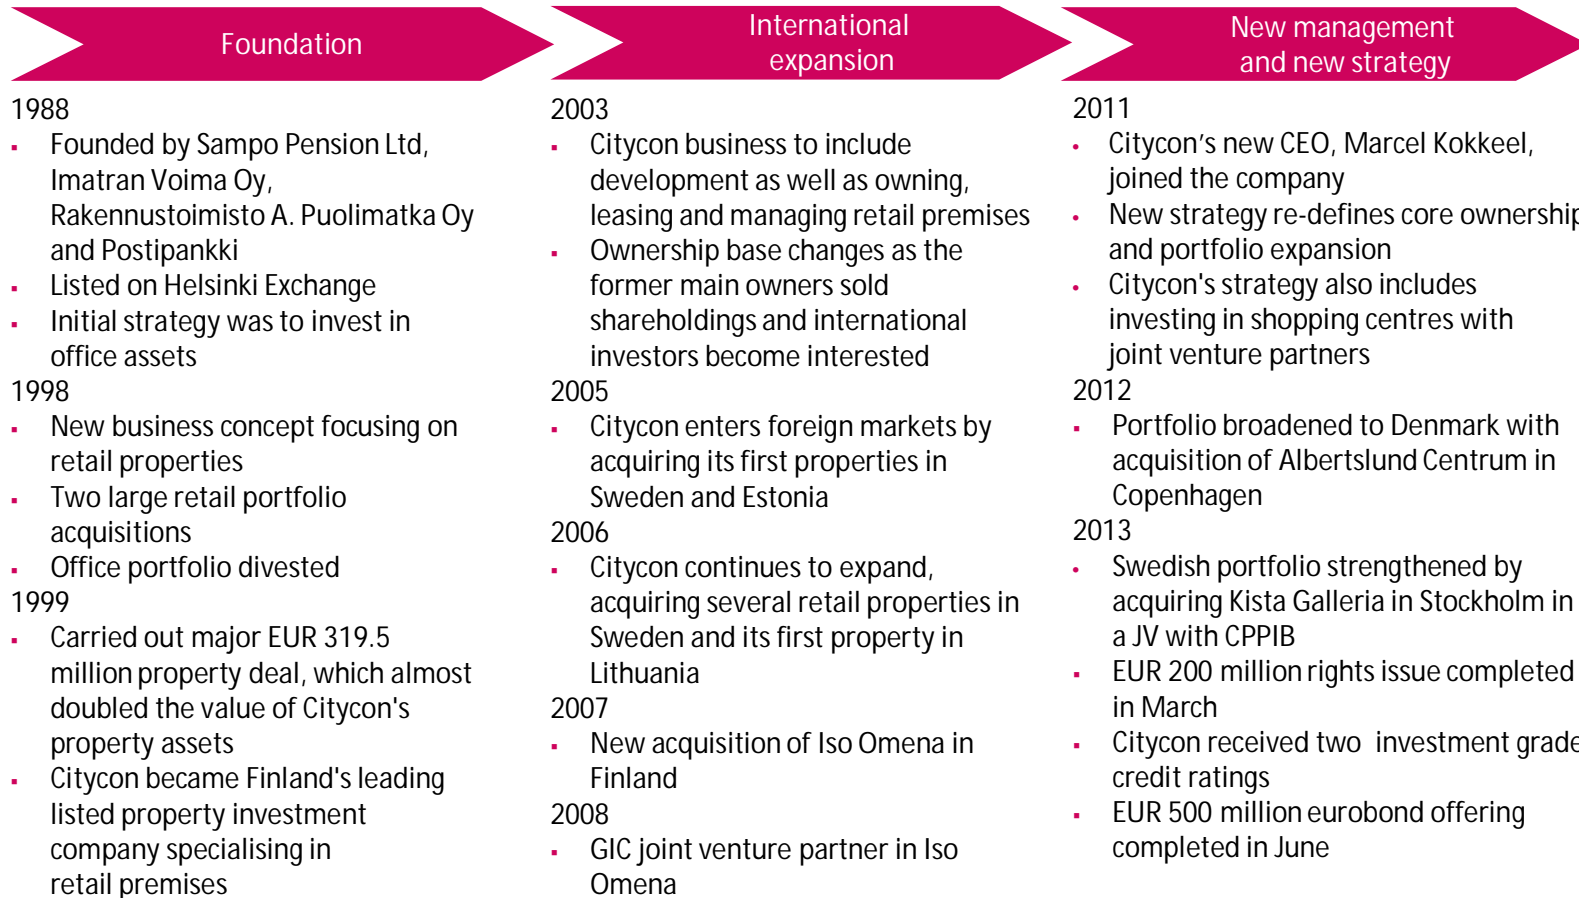 Foundation
1988
▪ Founded by Sampo Pension Ltd,
Imatran Voima Oy,
Rakennustoimisto A. Puolimatka Oy
and Postipankki
▪ Listed on Helsinki Exchange
▪ Initial strategy was to invest in
office assets
1998
▪ New business concept focusing on
retail properties
▪ Two large retail portfolio
acquisitions
▪ Office portfolio divested
1999
▪ Carried out major EUR 319.5
million property deal, which almost
doubled the value of Citycon's
property assets
▪ Citycon became Finland's leading
listed property investment
company specialising in
retail premises
International
expansion
2003
▪ Citycon business to include
development as well as owning,
leasing and managing retail premises
▪ Ownership base changes as the
former main owners sold
shareholdings and international
investors become interested
2005
▪ Citycon enters foreign markets by
acquiring its first properties in
Sweden and Estonia
2006
▪ Citycon continues to expand,
acquiring several retail properties in
Sweden and its first property in
Lithuania
2007
▪ New acquisition of Iso Omena in
Finland
2008
▪ GIC joint venture partner in Iso
Omena
New management
and new strategy
2011
• Citycon’s new CEO, Marcel Kokkeel,
joined the company
• New strategy re-defines core ownership
and portfolio expansion
• Citycon's strategy also includes
investing in shopping centres with
joint venture partners
2012
▪ Portfolio broadened to Denmark with
acquisition of Albertslund Centrum in
Copenhagen
2013
• Swedish portfolio strengthened by
acquiring Kista Galleria in Stockholm in
a JV with CPPIB
▪ EUR 200 million rights issue completed
in March
▪ Citycon received two investment grade
credit ratings
▪ EUR 500 million eurobond offering
completed in June